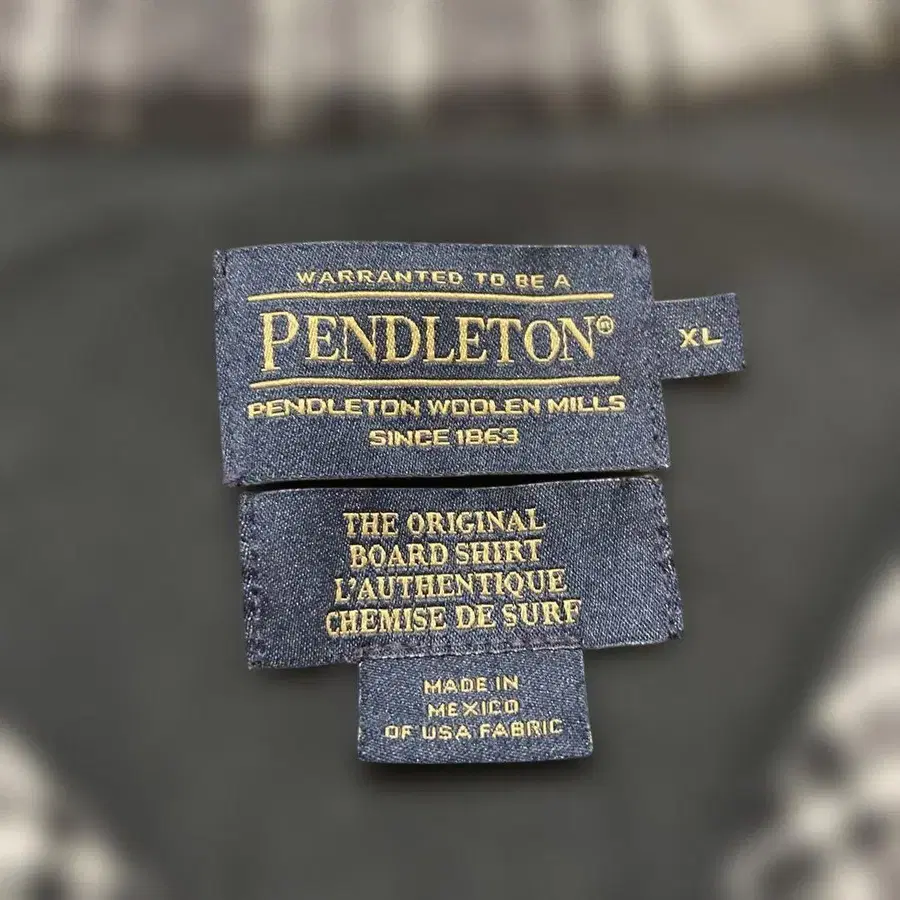 WARRANTED TO BE A
PENDLETON®
XL
PENDLETON WOOLEN MILLS
SINCE 1863
THE ORIGINAL
BOARD SHIRT
L'AUTHENTIQUE
CHEMISE DE SURF
MADE IN
MEXICO
OF USA FABRIC